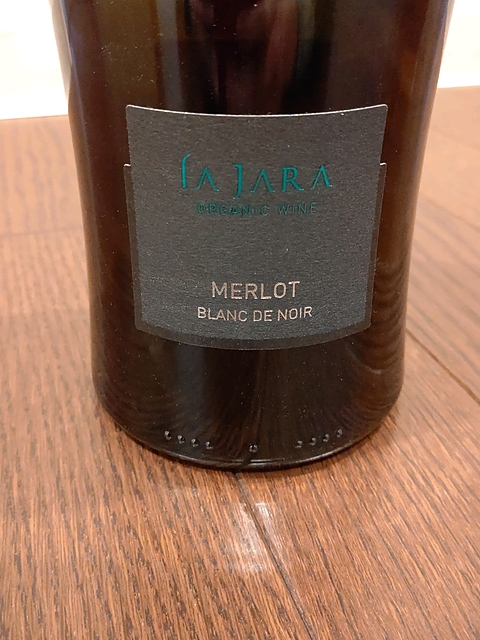 la Jara
ORGANIC WINE
MERLOT
BLANC DE NOIR